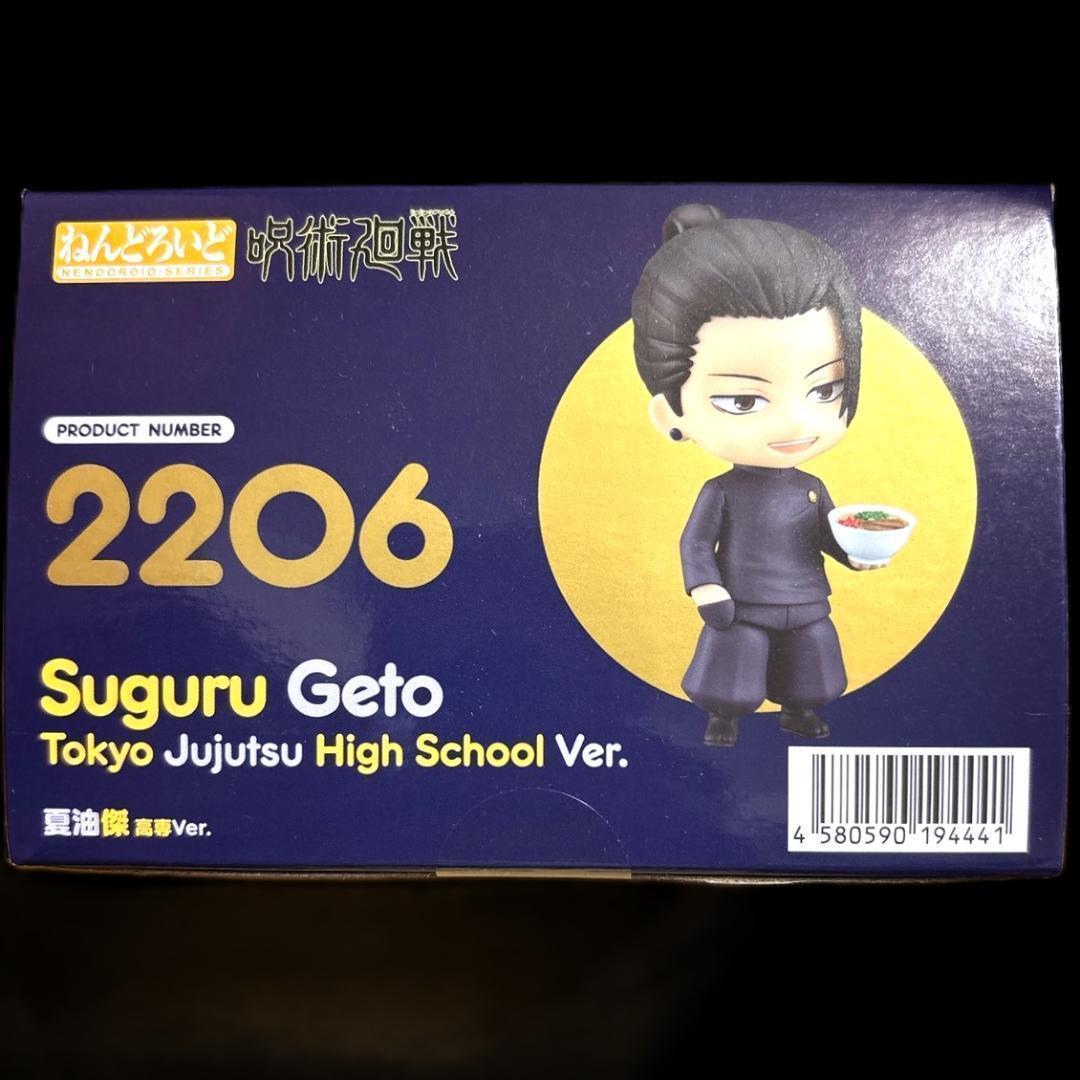 ねんどろいど
NENDOROID SERIES
呪術廻戦
PRODUCT NUMBER
2206
Suguru Geto
Tokyo Jujutsu High School Ver.
夏油傑 高専Ver.
4 580590 194441